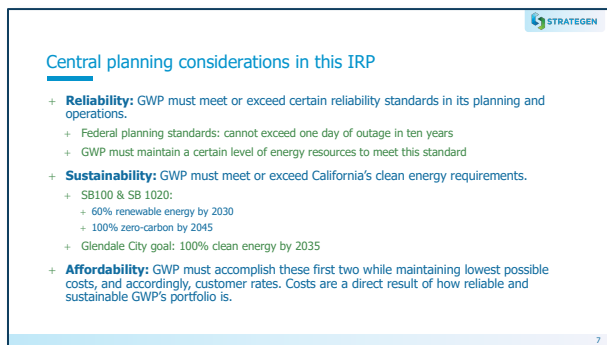 STRATEGEN
Central planning considerations in this IRP
+ Reliability: GWP must meet or exceed certain reliability standards in its planning and
operations.
+ Federal planning standards: cannot exceed one day of outage in ten years
+ GWP must maintain a certain level of energy resources to meet this standard
+ Sustainability: GWP must meet or exceed California's clean energy requirements.
+ SB100 & SB 1020:
+ 60% renewable energy by 2030
+ 100% zero-carbon by 2045
+ Glendale City goal: 100% clean energy by 2035
+ Affordability: GWP must accomplish these first two while maintaining lowest possible
costs, and accordingly, customer rates. Costs are a direct result of how reliable and
sustainable GWP's portfolio is.
7